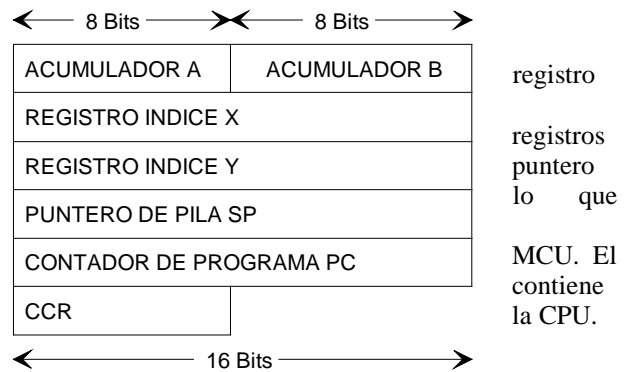 8 Bits 8 Bits
ACUMULADOR A ACUMULADOR B
REGISTRO INDICE X
REGISTRO INDICE Y
PUNTERO DE PILA SP
CONTADOR DE PROGRAMA PC
CCR
16 Bits
registro
registros
puntero
lo que
MCU. El
contiene
la CPU.